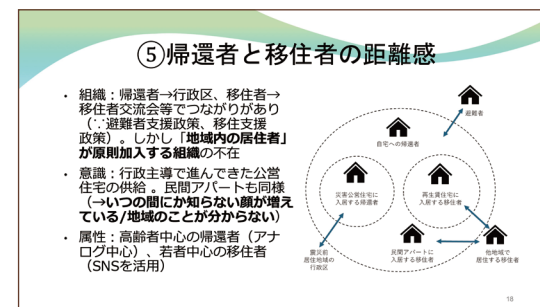 ⑤帰還者と移住者の距離感
• 組織：帰還者→行政区、移住者→
移住者交流会等でつながりがあり
（∵避難者支援政策、移住支援
政策）。しかし「地域内の居住者」
が原則加入する組織の不在
• 意識：行政主導で進んできた公営
住宅の供給 。民間アパートも同様
（→いつの間にか知らない顔が増え
ている/地域のことが分からない）
• 属性：高齢者中心の帰還者（アナ
ログ中心）、若者中心の移住者
（SNSを活用）
避難者
自宅への帰還者
災害公営住宅に
入居する帰還者
再生賃住宅に
入居する移住者
震災前
居住地域の
行政区
民間アパートに
入居する移住者
他地域で
居住する移住者
18